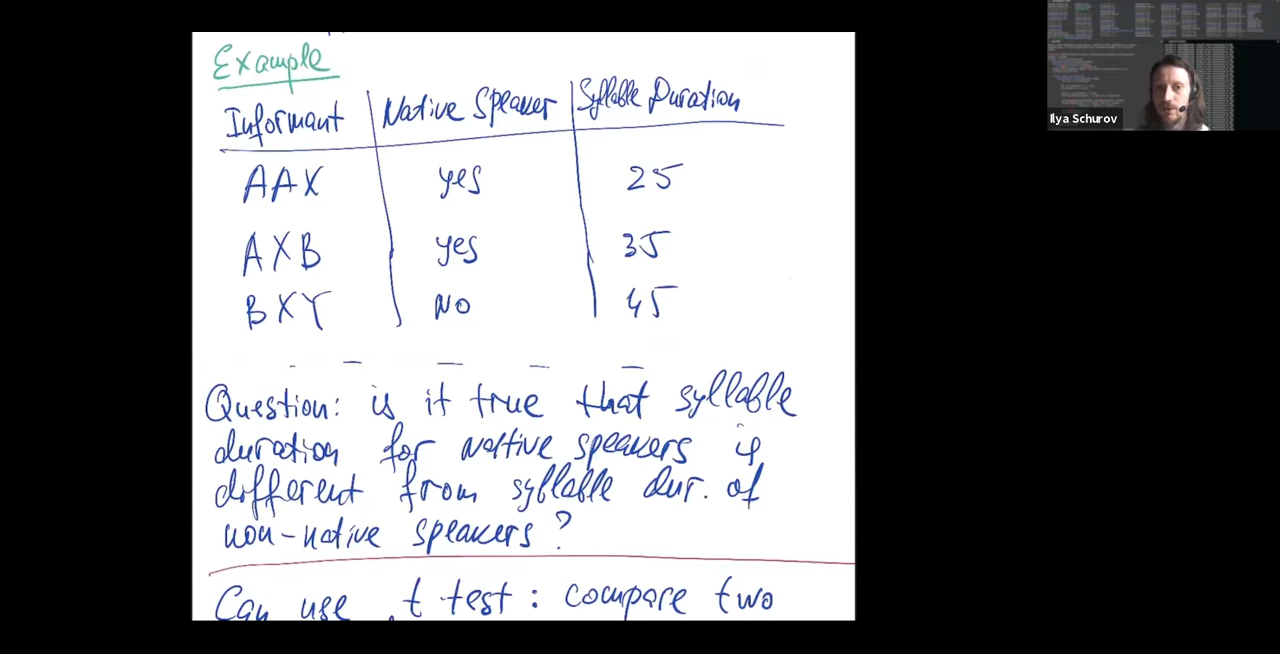 Example
Informant Native Speaker Syllable Duration
AAX yes 25
AXB yes 35
BXY NO 45
Question: is it true that syllable
duration for native speakers is
different from syllable dur. of
non-native speakers?
Can use t test: compare two
Ilya Schurov